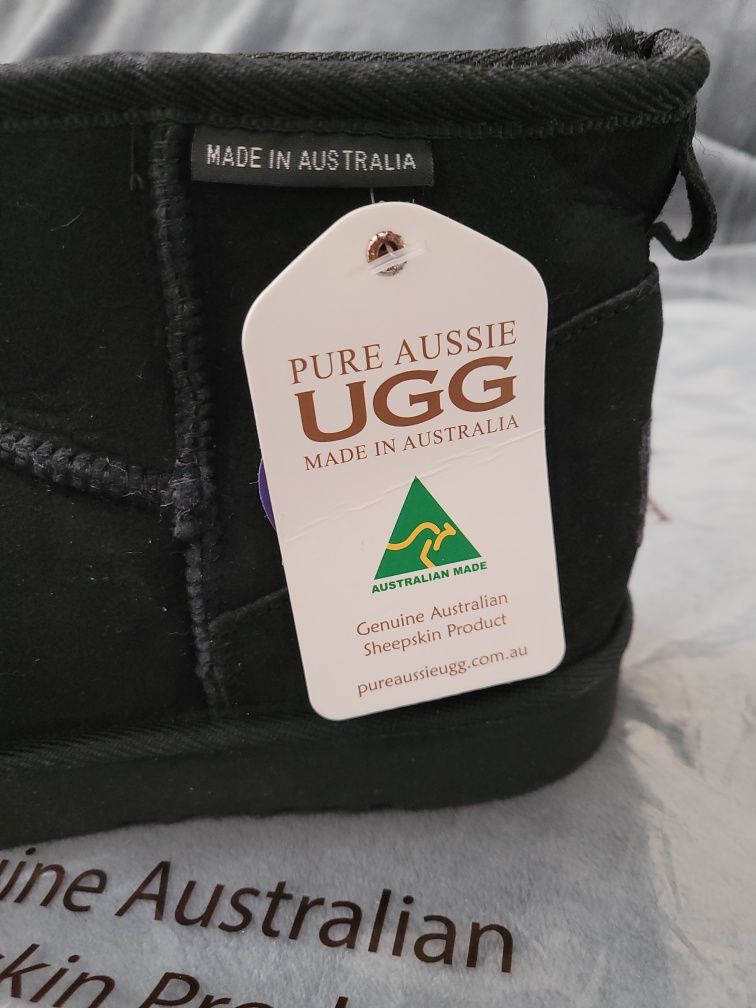 MADE IN AUSTRALIA
PURE AUSSIE
UGG
MADE IN AUSTRALIA
AUSTRALIAN MADE
Genuine Australian
Sheepskin Product
pureaussieugg.com.au
Australian